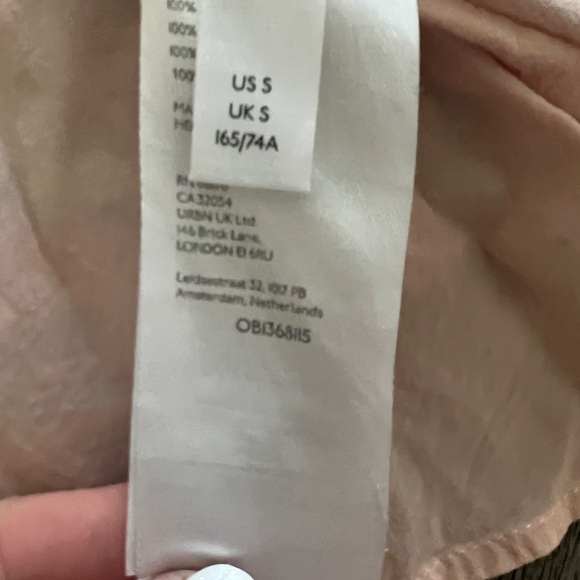 100%
100%
100%
100
US S
UK S
165/74A
MA
CA 32054
URBN UK Ltd
146 Brick Lane,
LONDON E1 6RU
Leidsestraat 32, 1017 PB
Amsterdam, Netherlands
OB1368115